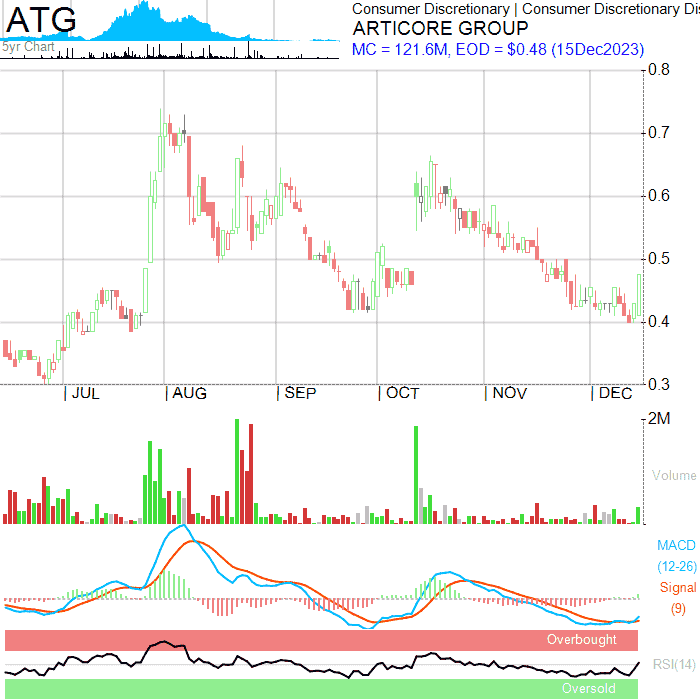 ATG
5yr Chart
Consumer Discretionary | Consumer Discretionary Dis
ARTICORE GROUP
MC = 121.6M, EOD = $0.48 (15Dec2023)
0.8
0.7
0.6
0.5
0.4
0.3
| JUL | AUG | SEP | OCT | NOV | DEC
2M
Volume
MACD
(12-26)
Signal
(9)
Overbought
RSI(14)
Oversold